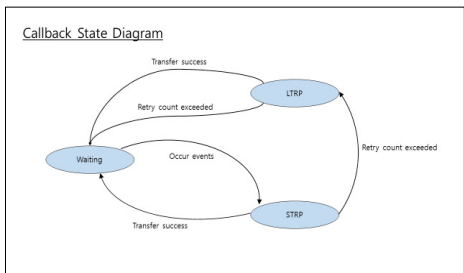 Callback State Diagram
Transfer success
LTRP
Retry count exceeded
Waiting
Occur events
Retry count exceeded
STRP
Transfer success